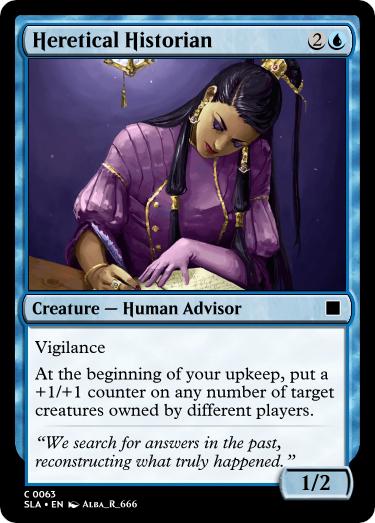 Heretical Historian 2
Creature — Human Advisor
Vigilance
At the beginning of your upkeep, put a
+1/+1 counter on any number of target
creatures owned by different players.
“We search for answers in the past,
reconstructing what truly happened.”
1/2
C 0063
SLA • EN ALBA_R_666